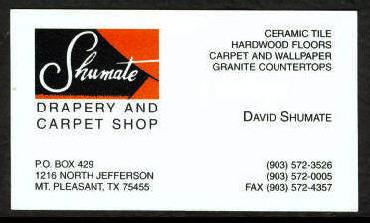 Shumate
DRAPERY AND
CARPET SHOP
CERAMIC TILE
HARDWOOD FLOORS
CARPET AND WALLPAPER
GRANITE COUNTERTOPS
DAVID SHUMATE
P.O. BOX 429
1216 NORTH JEFFERSON
MT. PLEASANT, TX 75455
(903) 572-3526
(903) 572-0005
FAX (903) 572-4357